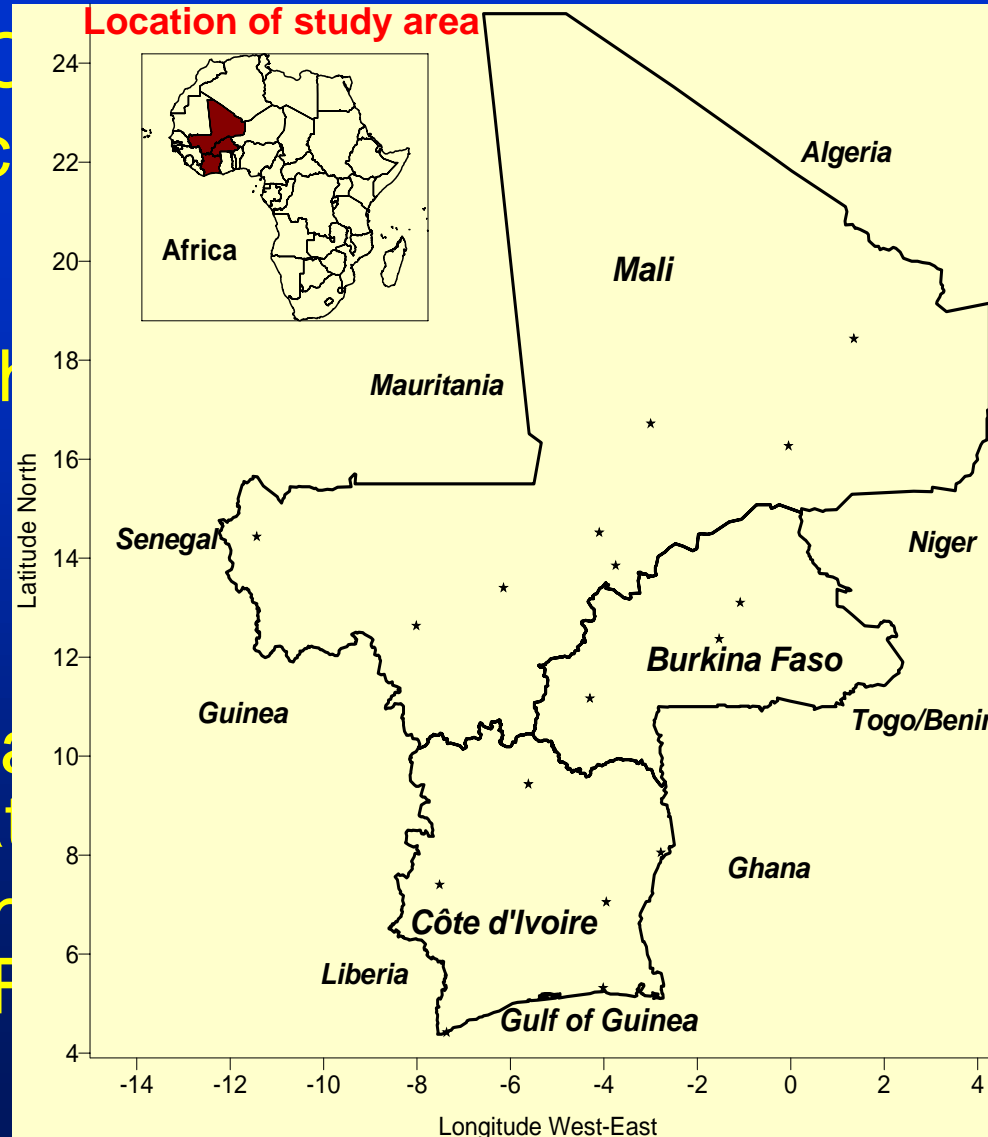 Location of study area
24
22
20
18
16
14
12
10
8
6
4
Latitude North
Africa
Algeria
Mali
Mauritania
Senegal
Niger
Burkina Faso
Guinea
Togo/Benin
Ghana
Côte d'Ivoire
Liberia
Gulf of Guinea
-14 -12 -10 -8 -6 -4 -2 0 2 4
Longitude West-East